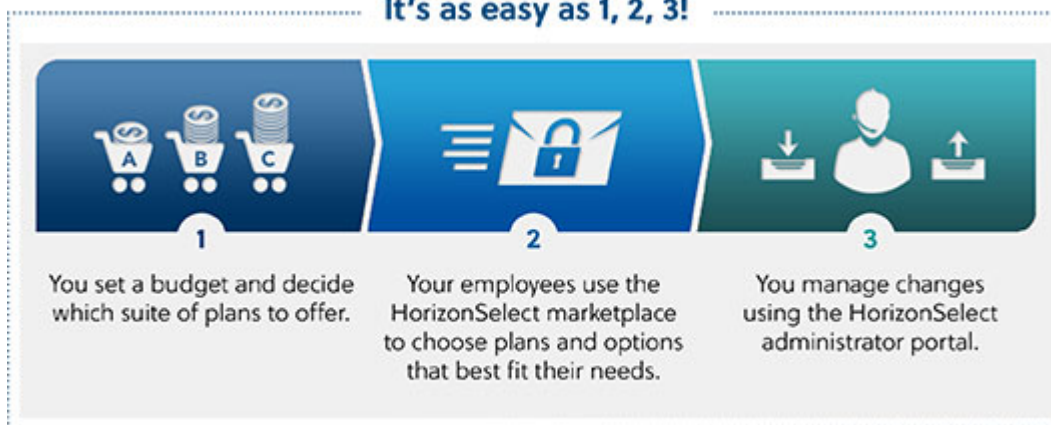 It's as easy as 1, 2, 3!
A B C
1
You set a budget and decide
which suite of plans to offer.
2
Your employees use the
HorizonSelect marketplace
to choose plans and options
that best fit their needs.
3
You manage changes
using the HorizonSelect
administrator portal.